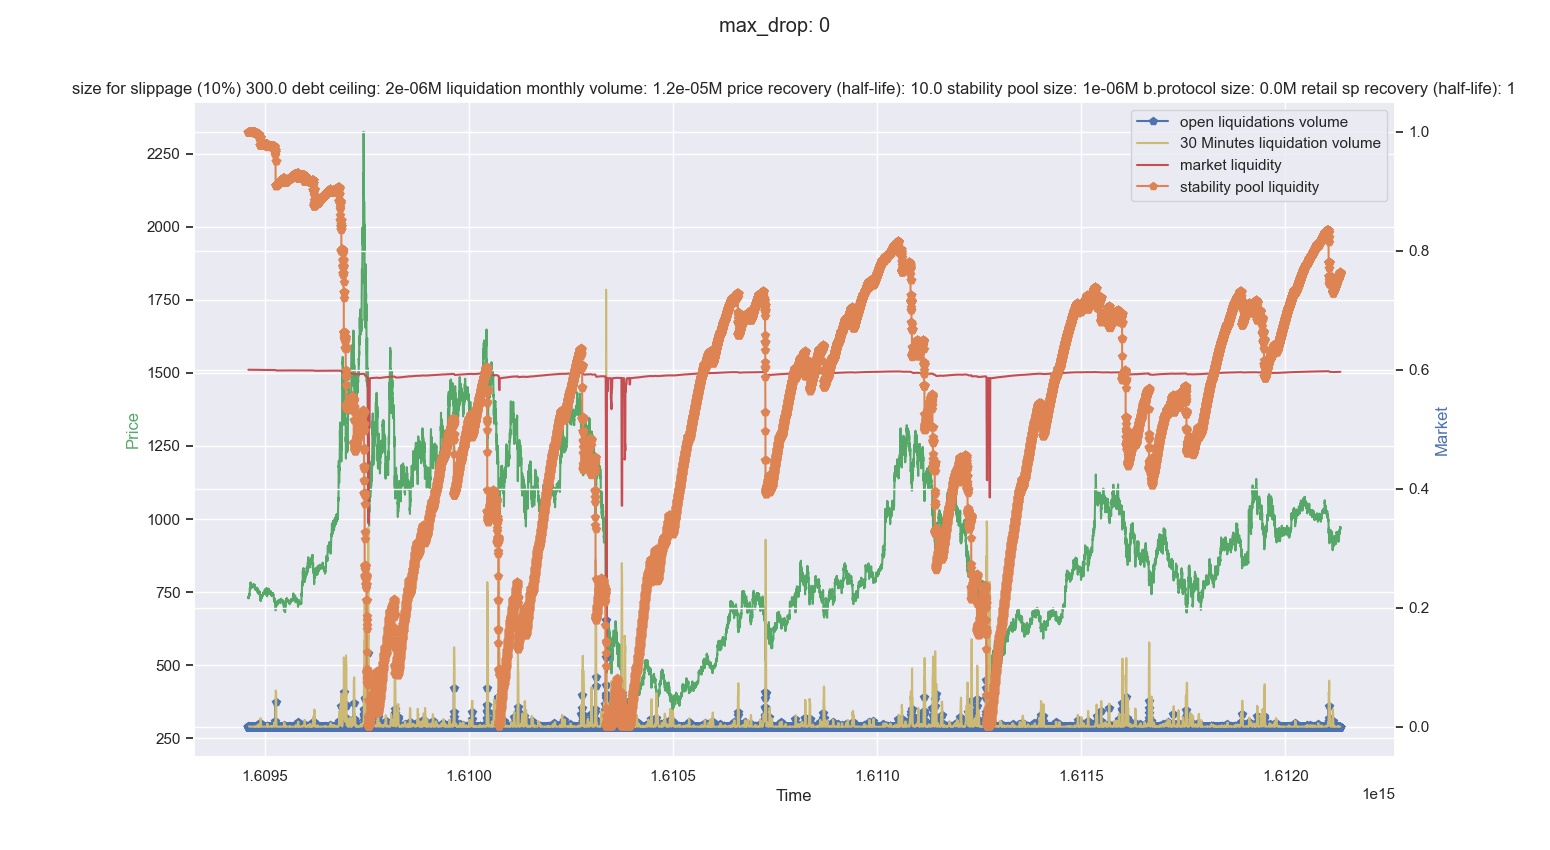 max_drop: 0
size for slippage (10%) 300.0 debt ceiling: 2e-06M liquidation monthly volume: 1.2e-05M price recovery (half-life): 10.0 stability pool size: 1e-06M b.protocol size: 0.0M retail sp recovery (half-life): 1
open liquidations volume
30 Minutes liquidation volume
market liquidity
stability pool liquidity
2250
2000
1750
1500
1250
1000
750
500
250
Price
1.0
0.8
0.6
0.4
0.2
0.0
Market
1.6095 1.6100 1.6105 1.6110 1.6115 1.6120
1e15
Time